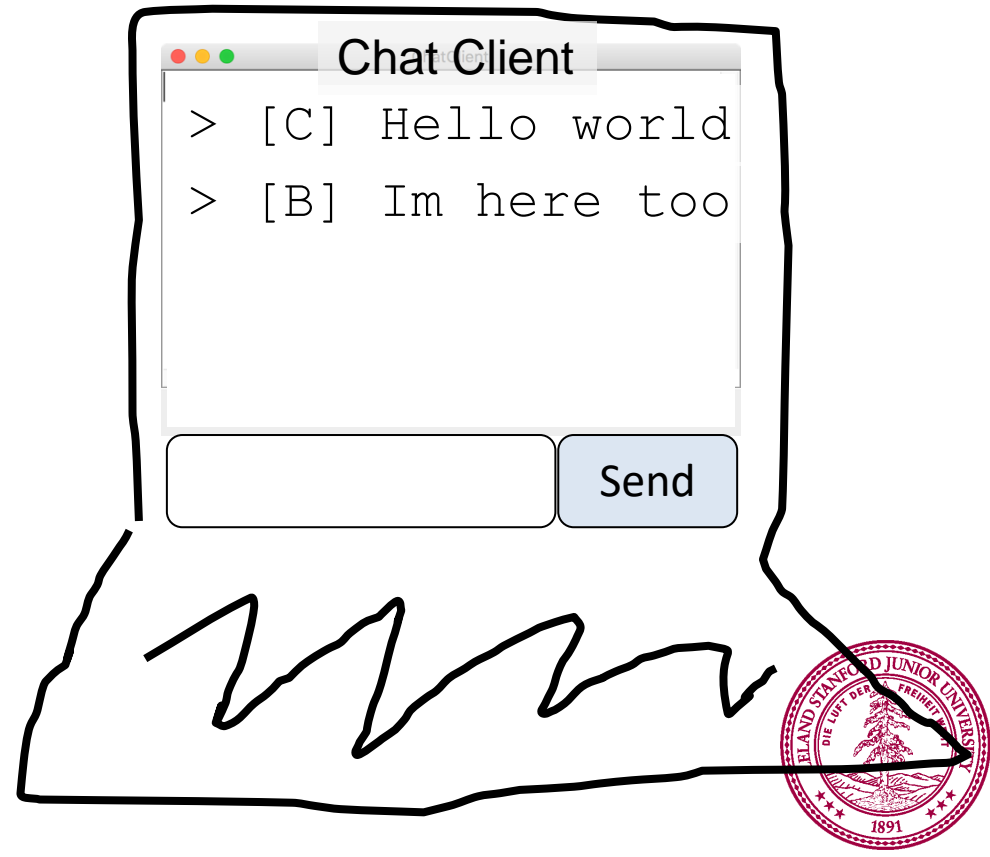 Chat Client
> [C] Hello world
> [B] Im here too
Send
LELAND STANFORD JUNIOR UNIVERSITY
DIE LUFT DER FREIHEIT WEHT
1891